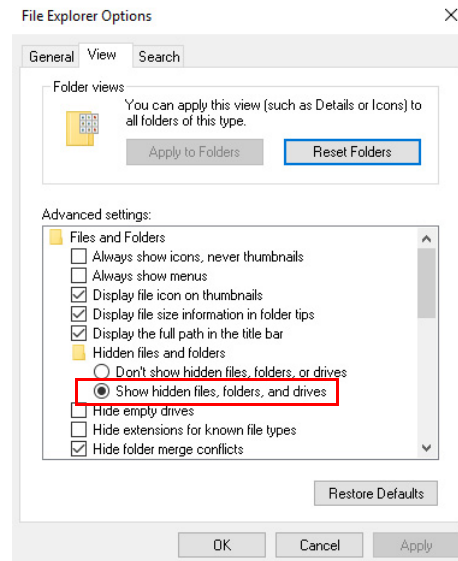 File Explorer Options
General View Search
Folder views
You can apply this view (such as Details or Icons) to
all folders of this type.
Apply to Folders Reset Folders
Advanced settings:
Files and Folders
Always show icons, never thumbnails
Always show menus
Display file icon on thumbnails
Display file size information in folder tips
Display the full path in the title bar
Hidden files and folders
Don't show hidden files, folders, or drives
Show hidden files, folders, and drives
Hide empty drives
Hide extensions for known file types
Hide folder merge conflicts
Restore Defaults
OK Cancel Apply